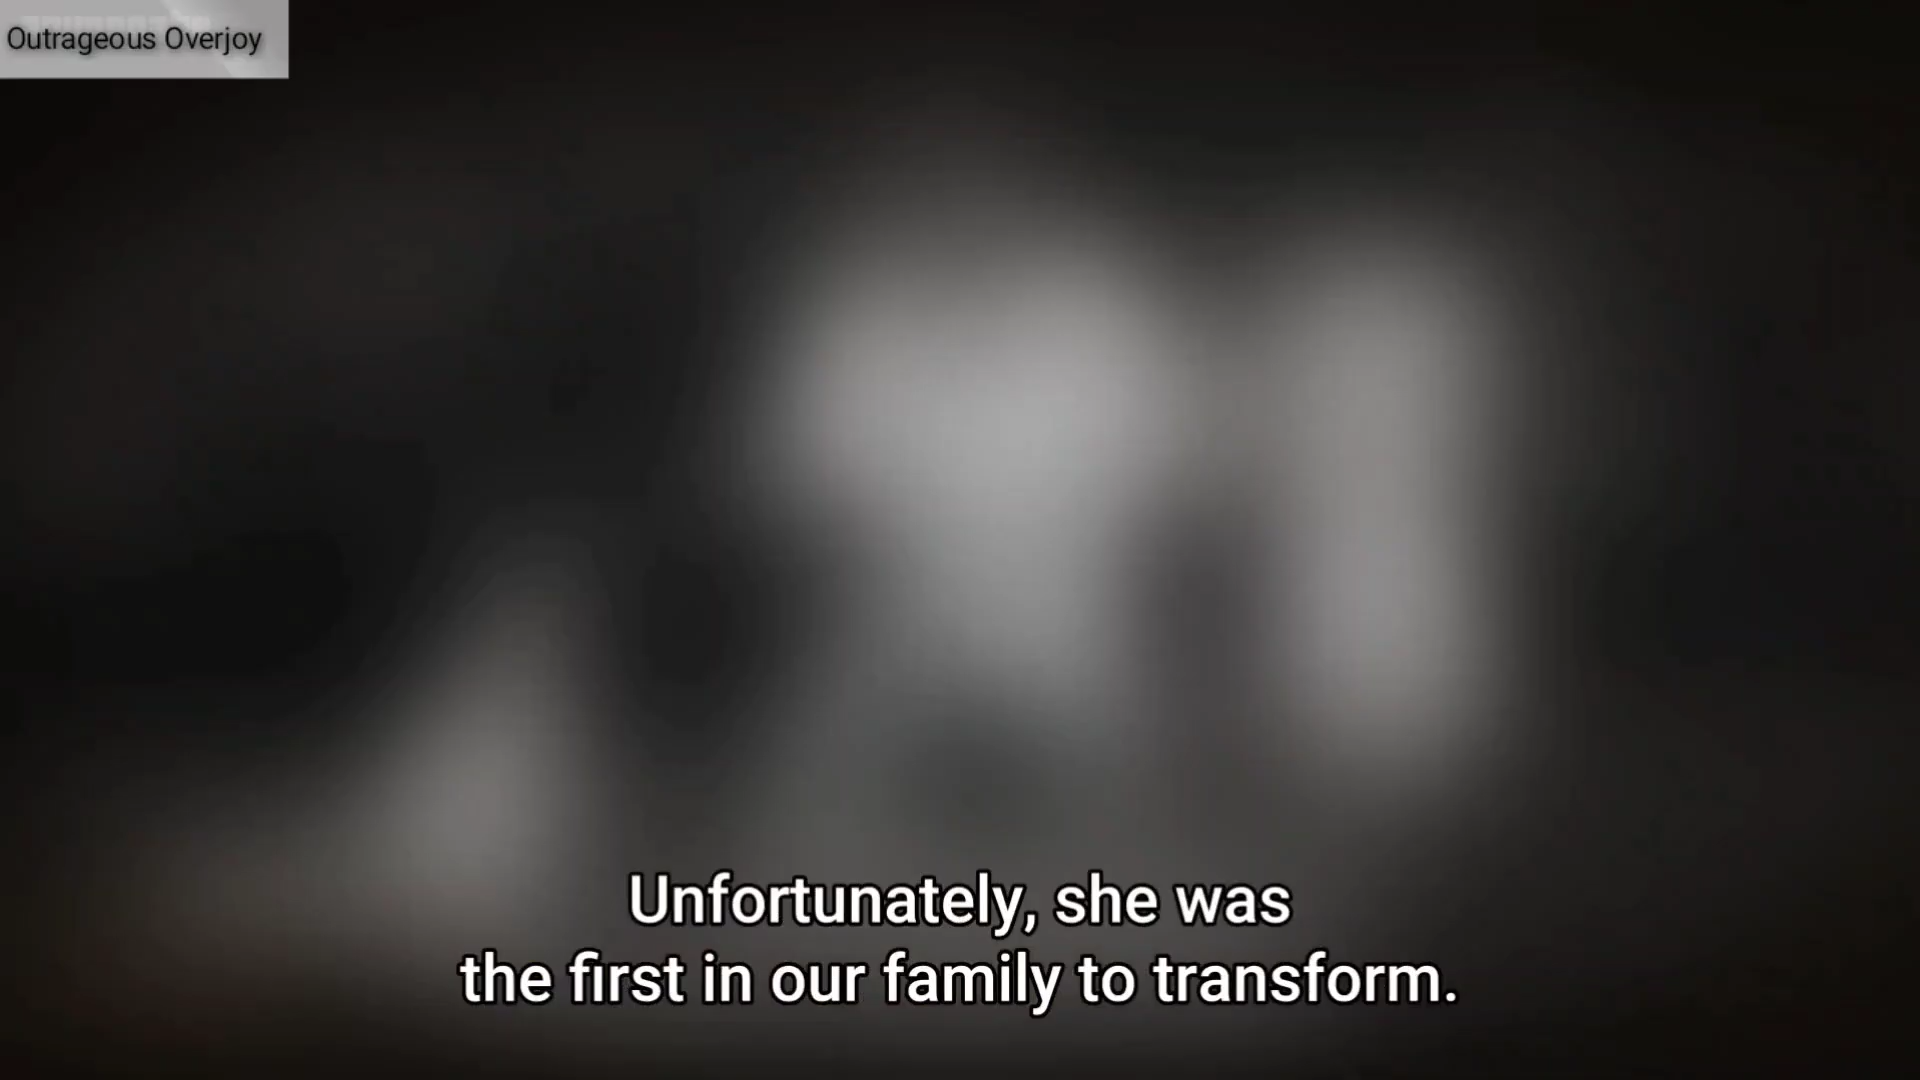 Outrageous Overjoy
Unfortunately, she was
the first in our family to transform.